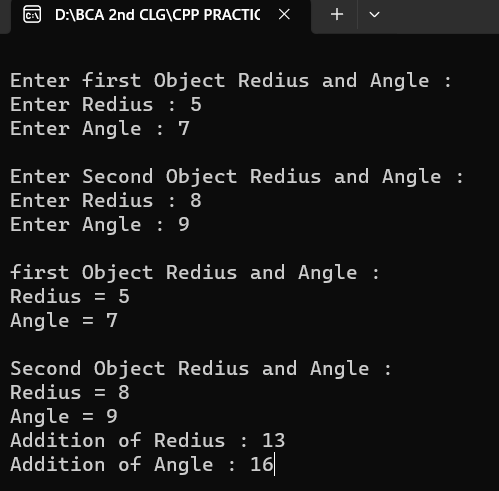 D:\BCA 2nd CLG\CPP PRACTIC
Enter first Object Redius and Angle :
Enter Redius : 5
Enter Angle : 7
Enter Second Object Redius and Angle :
Enter Redius : 8
Enter Angle : 9
first Object Redius and Angle :
Redius = 5
Angle = 7
Second Object Redius and Angle :
Redius = 8
Angle = 9
Addition of Redius : 13
Addition of Angle : 16